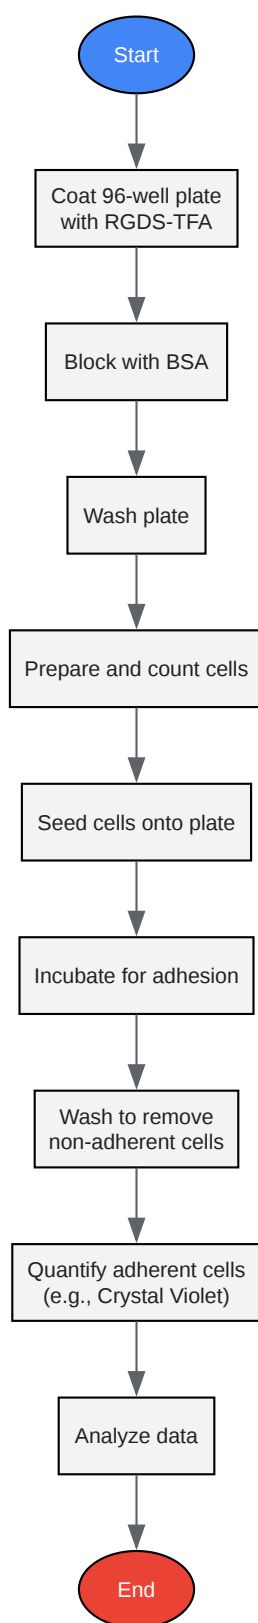 Start
Coat 96-well plate
with RGDS-TFA
Block with BSA
Wash plate
Prepare and count cells
Seed cells onto plate
Incubate for adhesion
Wash to remove
non-adherent cells
Quantify adherent cells
(e.g., Crystal Violet)
Analyze data
End